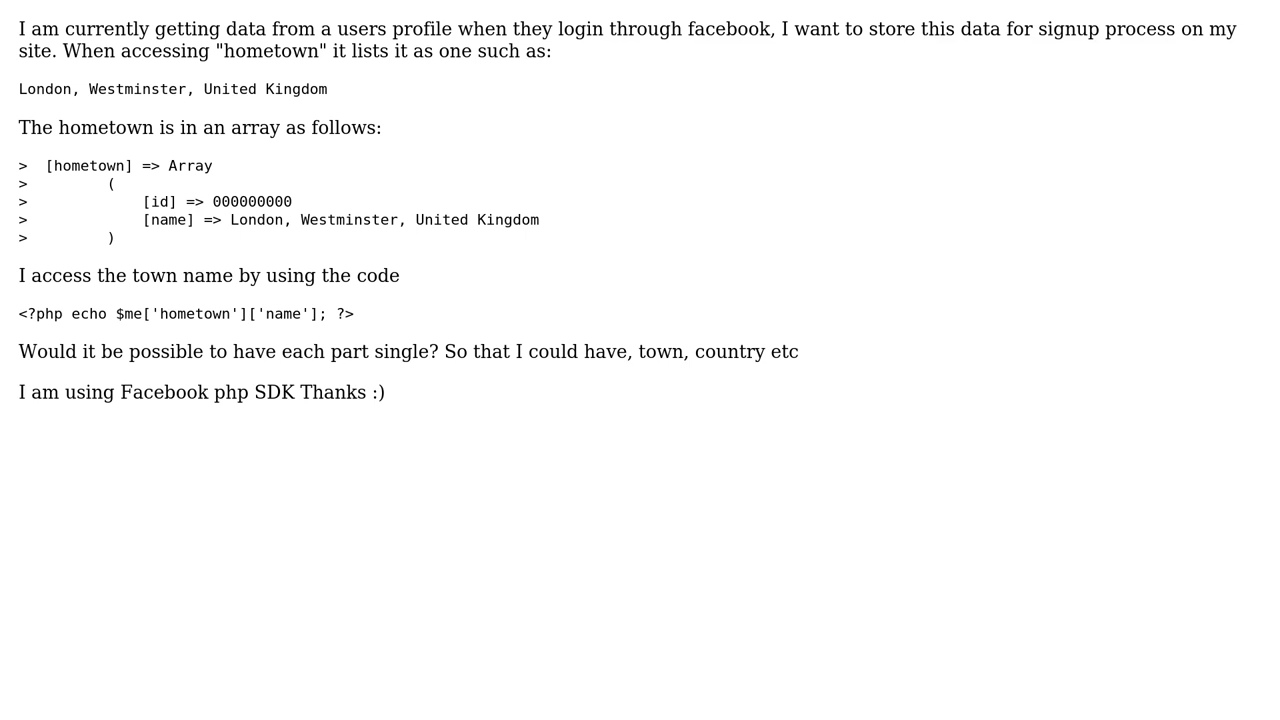 I am currently getting data from a users profile when they login through facebook, I want to store this data for signup process on my
site. When accessing "hometown" it lists it as one such as:
London, Westminster, United Kingdom
The hometown is in an array as follows:
>  [hometown] => Array
>         (
>             [id] => 000000000
>             [name] => London, Westminster, United Kingdom
>         )
I access the town name by using the code
<?php echo $me['hometown']['name']; ?>
Would it be possible to have each part single? So that I could have, town, country etc
I am using Facebook php SDK Thanks :)